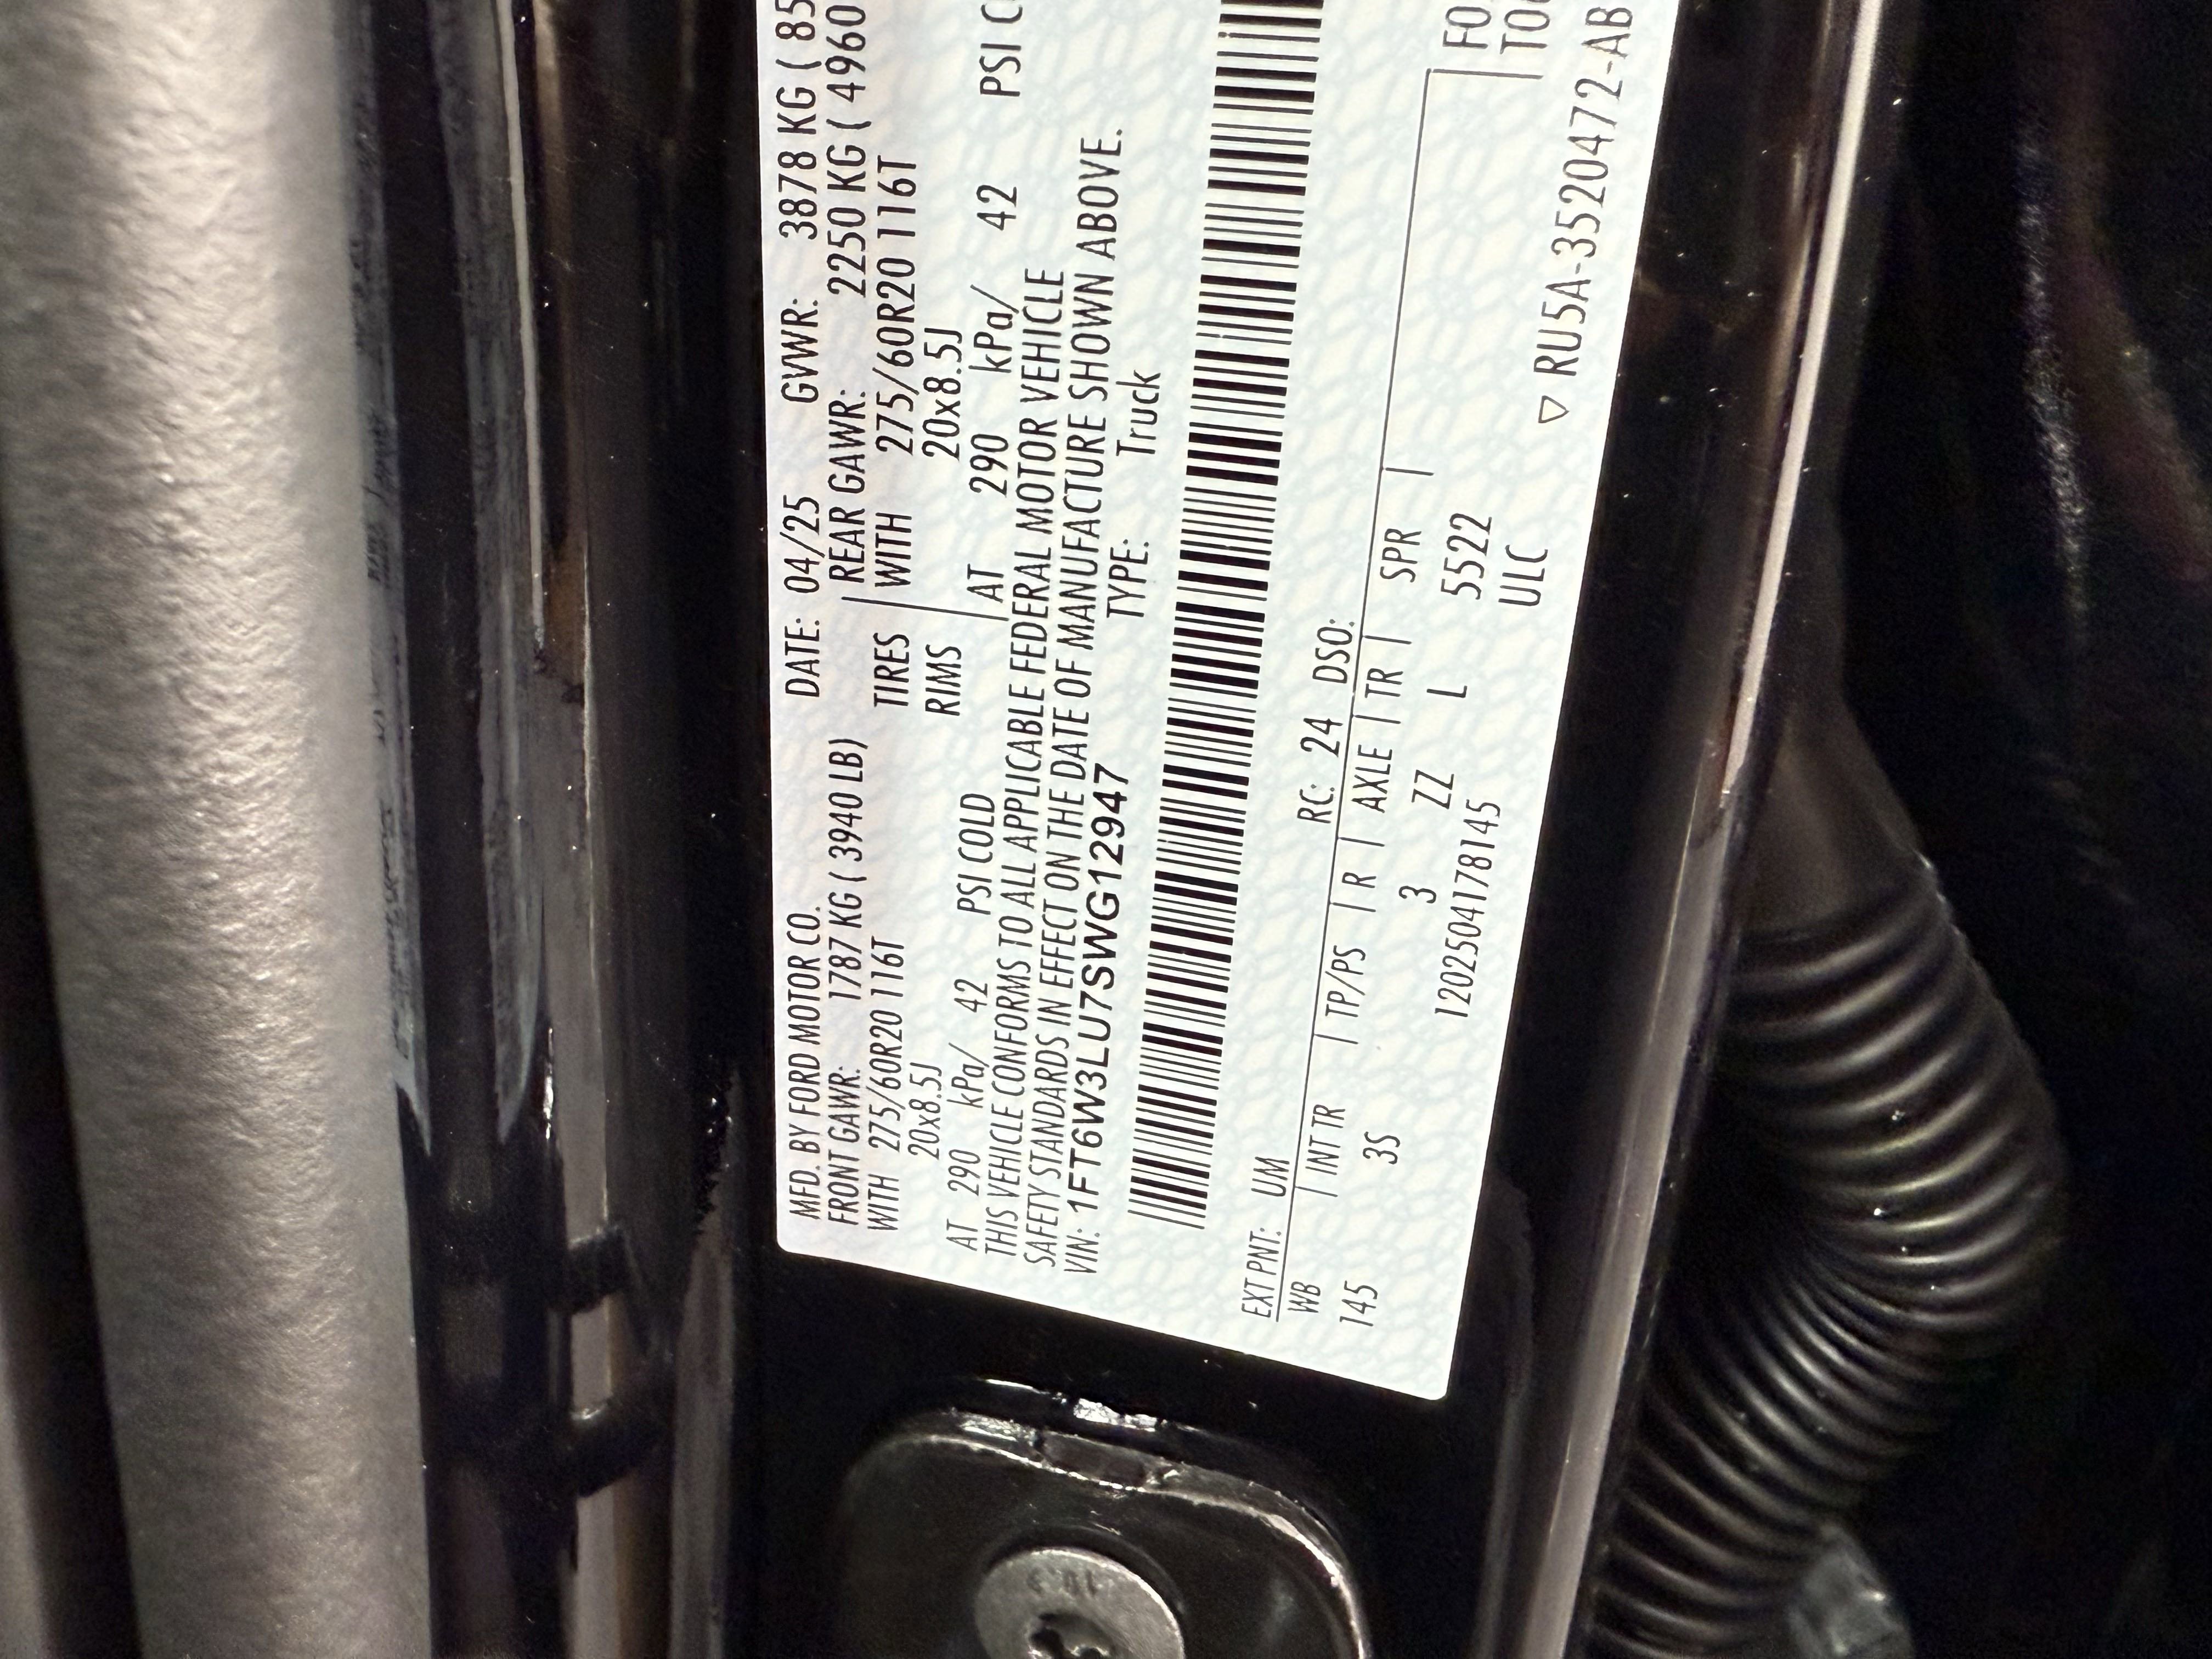 MFD. BY FORD MOTOR CO. DATE: 04/25 GVWR: 3878 KG ( 85
FRONT GAWR: 1787 KG ( 3940 LB) REAR GAWR: 2250 KG ( 4960
WITH 275/60R20 116T TIRES WITH 275/60R20 116T
20x8.5J RIMS 20x8.5J
AT 290 kPa/ 42 PSI COLD AT 290 kPa/ 42 PSI C
THIS VEHICLE CONFORMS TO ALL APPLICABLE FEDERAL MOTOR VEHICLE
SAFETY STANDARDS IN EFFECT ON THE DATE OF MANUFACTURE SHOWN ABOVE.
VIN: 1FT6W3LU7SWG12947 TYPE: Truck
EXT PNT: UM RC: 24 DSO:
WB | INT TR | TP/PS | R | AXLE | TR | SPR | F0
145 3S 3 ZZ L 5522 T0
1202504178145 ULC
▽ RU5A-3520472-AB